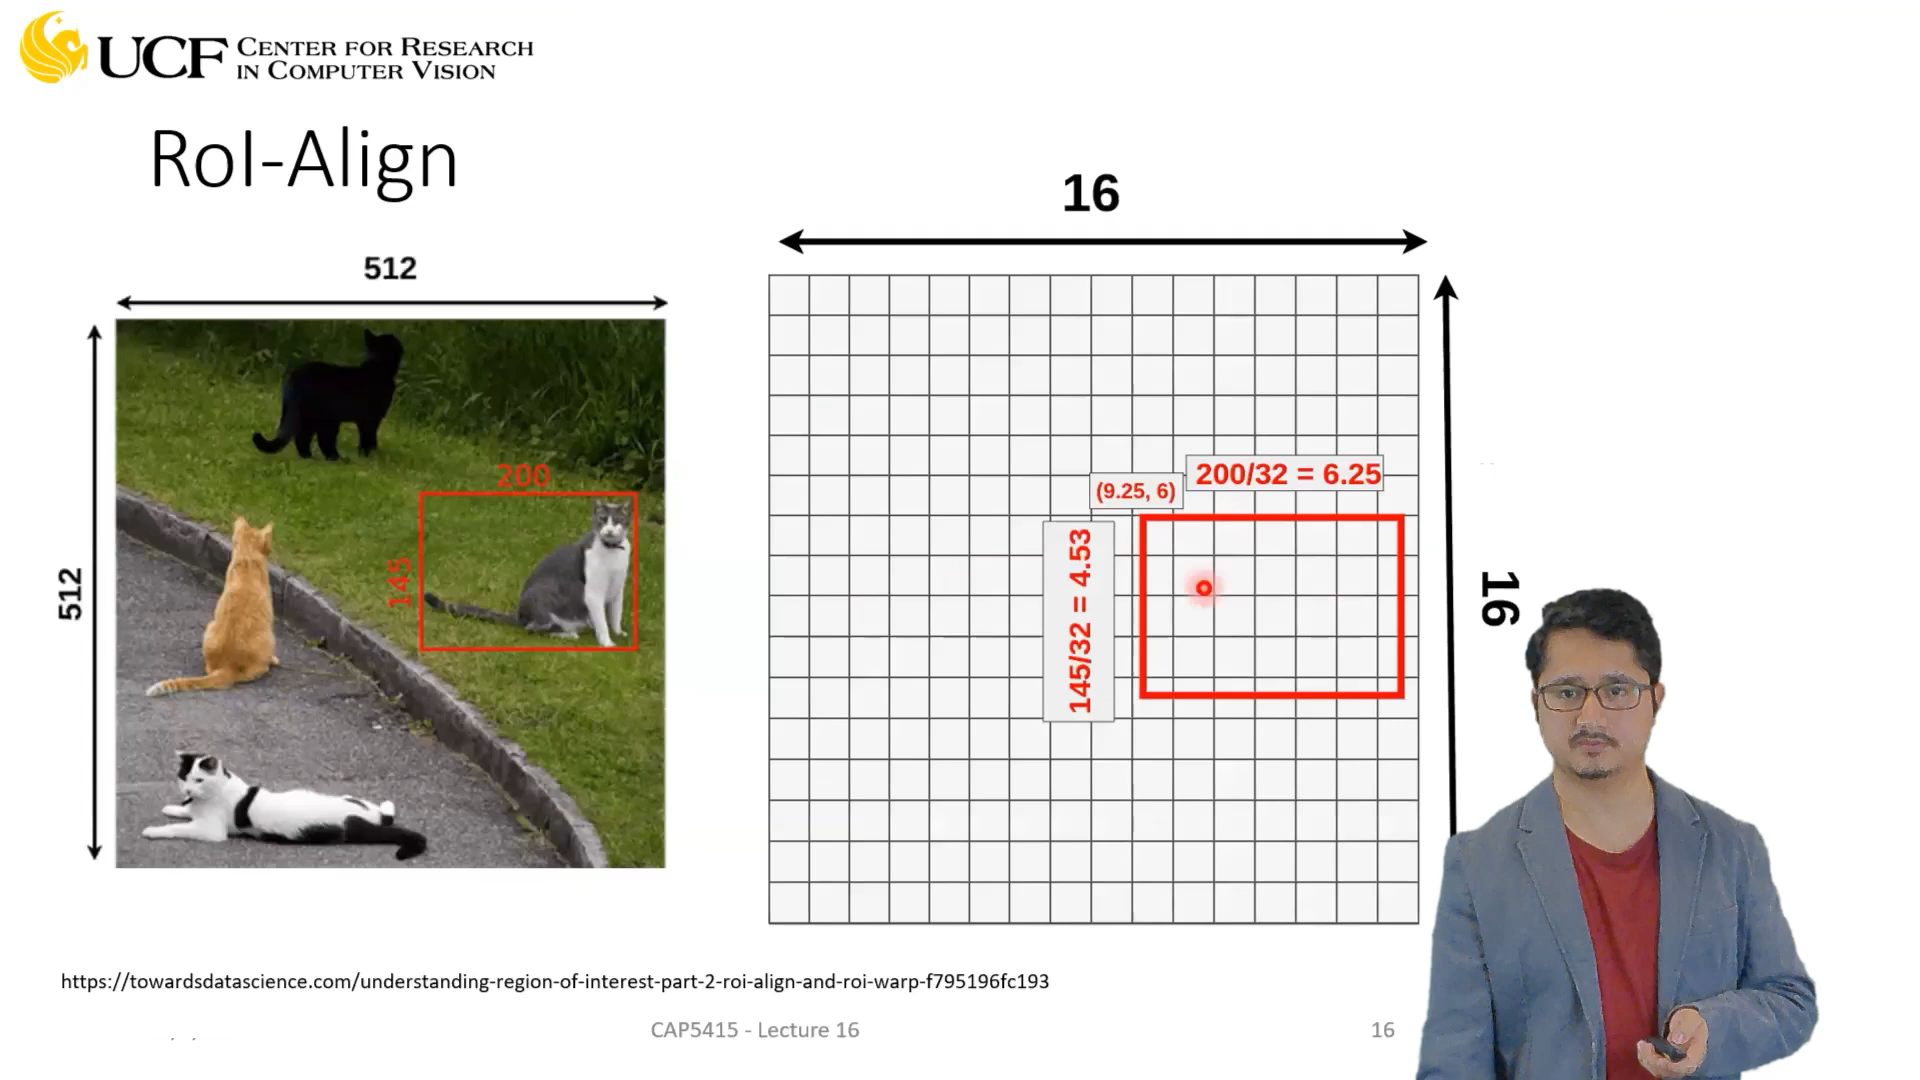 UCF CENTER FOR RESEARCH
IN COMPUTER VISION
RoI-Align
512
512
200
145
16
16
(9.25, 6)
200/32 = 6.25
145/32 = 4.53
https://towardsdatascience.com/understanding-region-of-interest-part-2-roi-align-and-roi-warp-f795196fc193
CAP5415 - Lecture 16
16